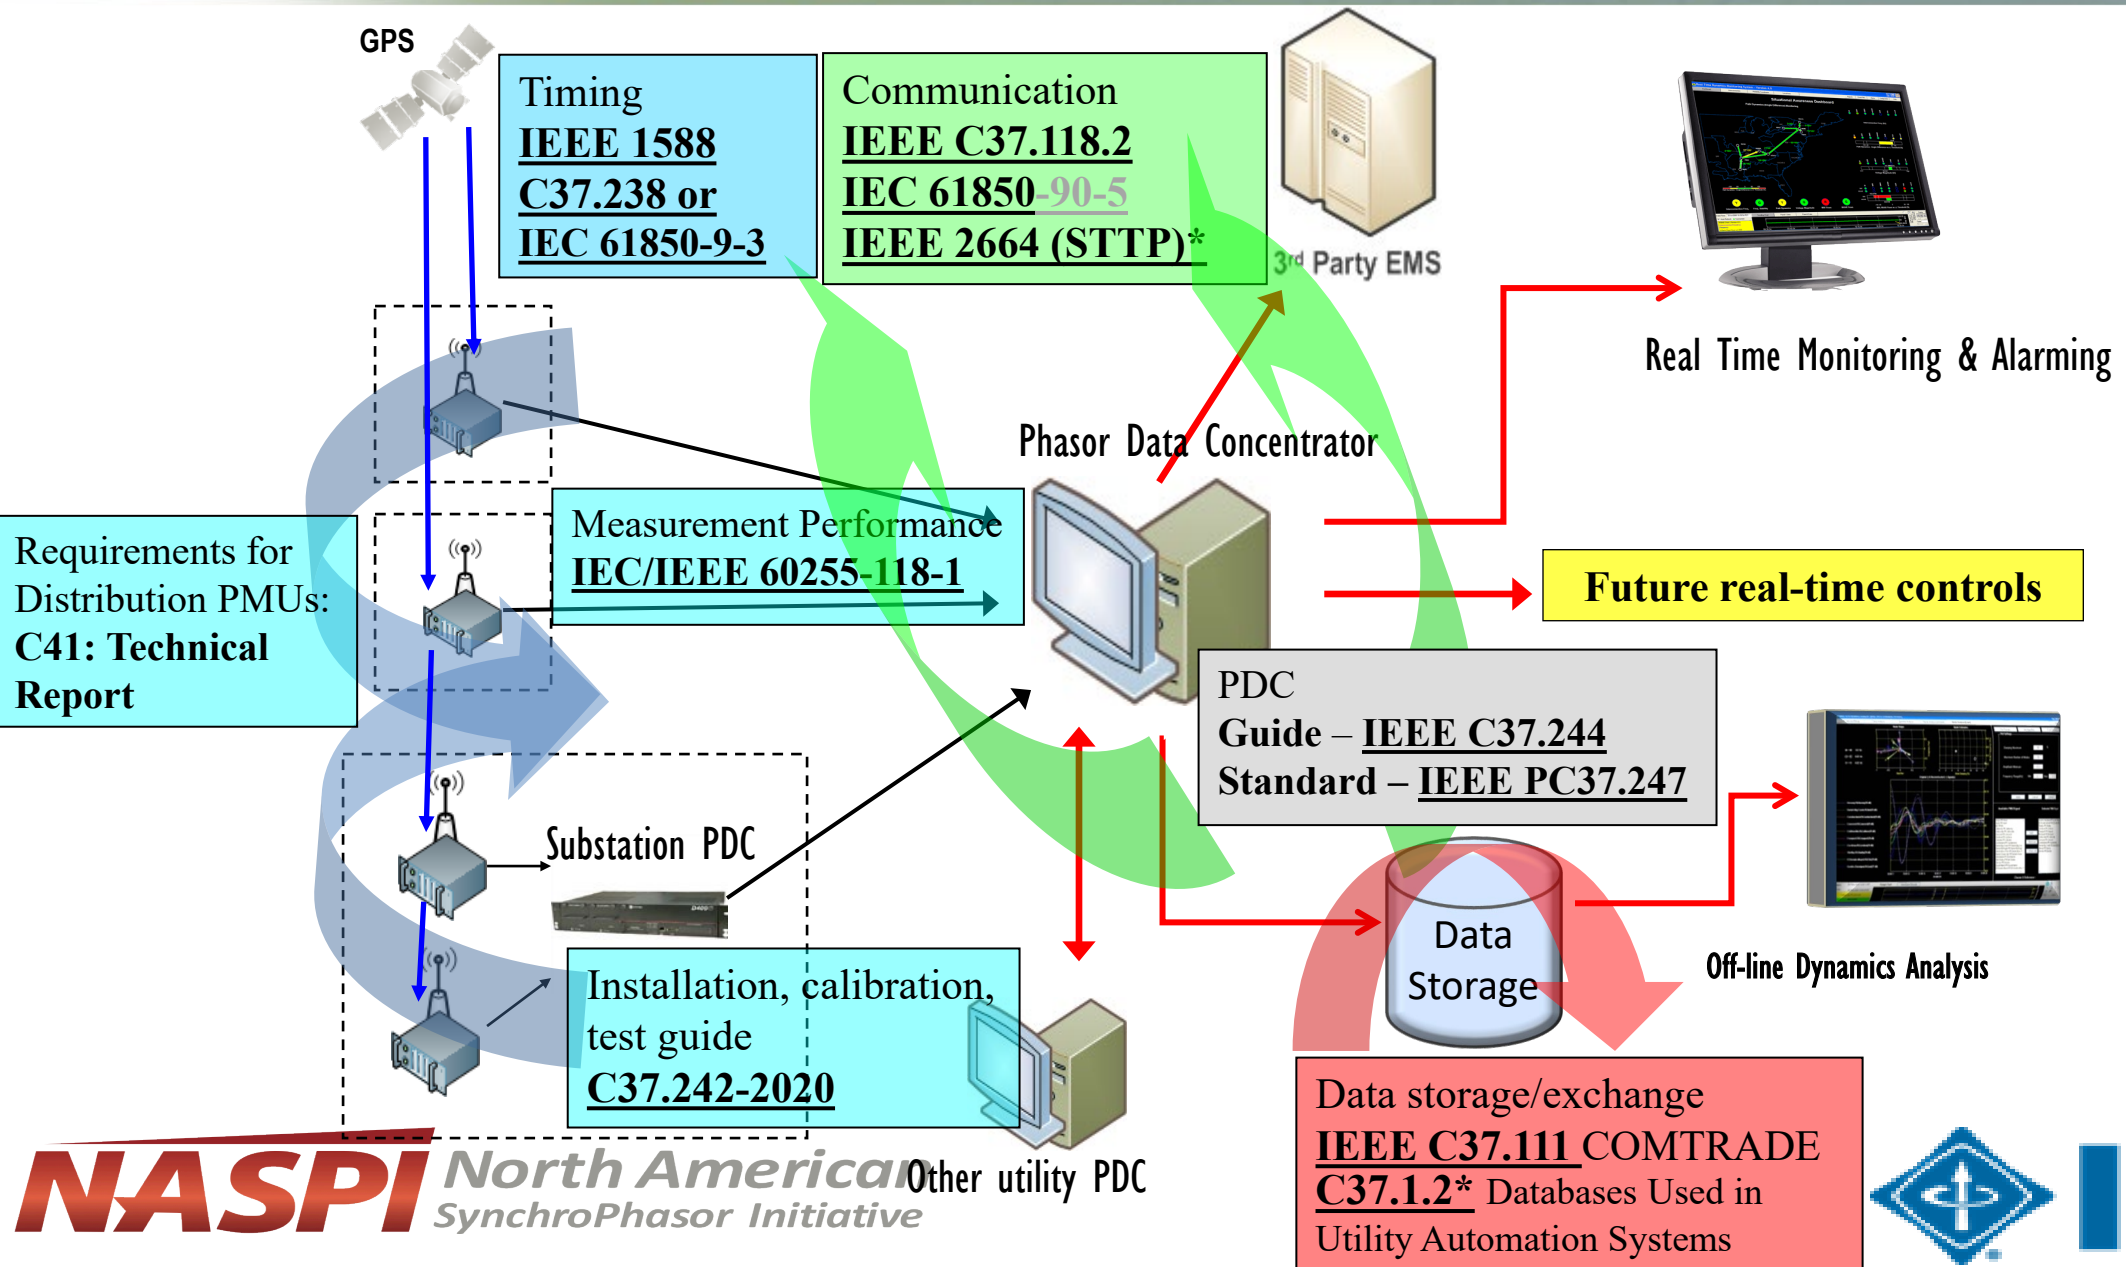 GPS
Timing
IEEE 1588
C37.238 or
IEC 61850-9-3
Communication
IEEE C37.118.2
IEC 61850-90-5
IEEE 2664 (STTP)*
3rd Party EMS
Real Time Monitoring & Alarming
Phasor Data Concentrator
Requirements for
Distribution PMUs:
C41: Technical
Report
Measurement Performance
IEC/IEEE 60255-118-1
Future real-time controls
PDC
Guide – IEEE C37.244
Standard – IEEE PC37.247
Substation PDC
Data
Storage
Off-line Dynamics Analysis
Installation, calibration,
test guide
C37.242-2020
Other utility PDC
Data storage/exchange
IEEE C37.111 COMTRADE
C37.1.2* Databases Used in
Utility Automation Systems
NASPI North American
SynchroPhasor Initiative